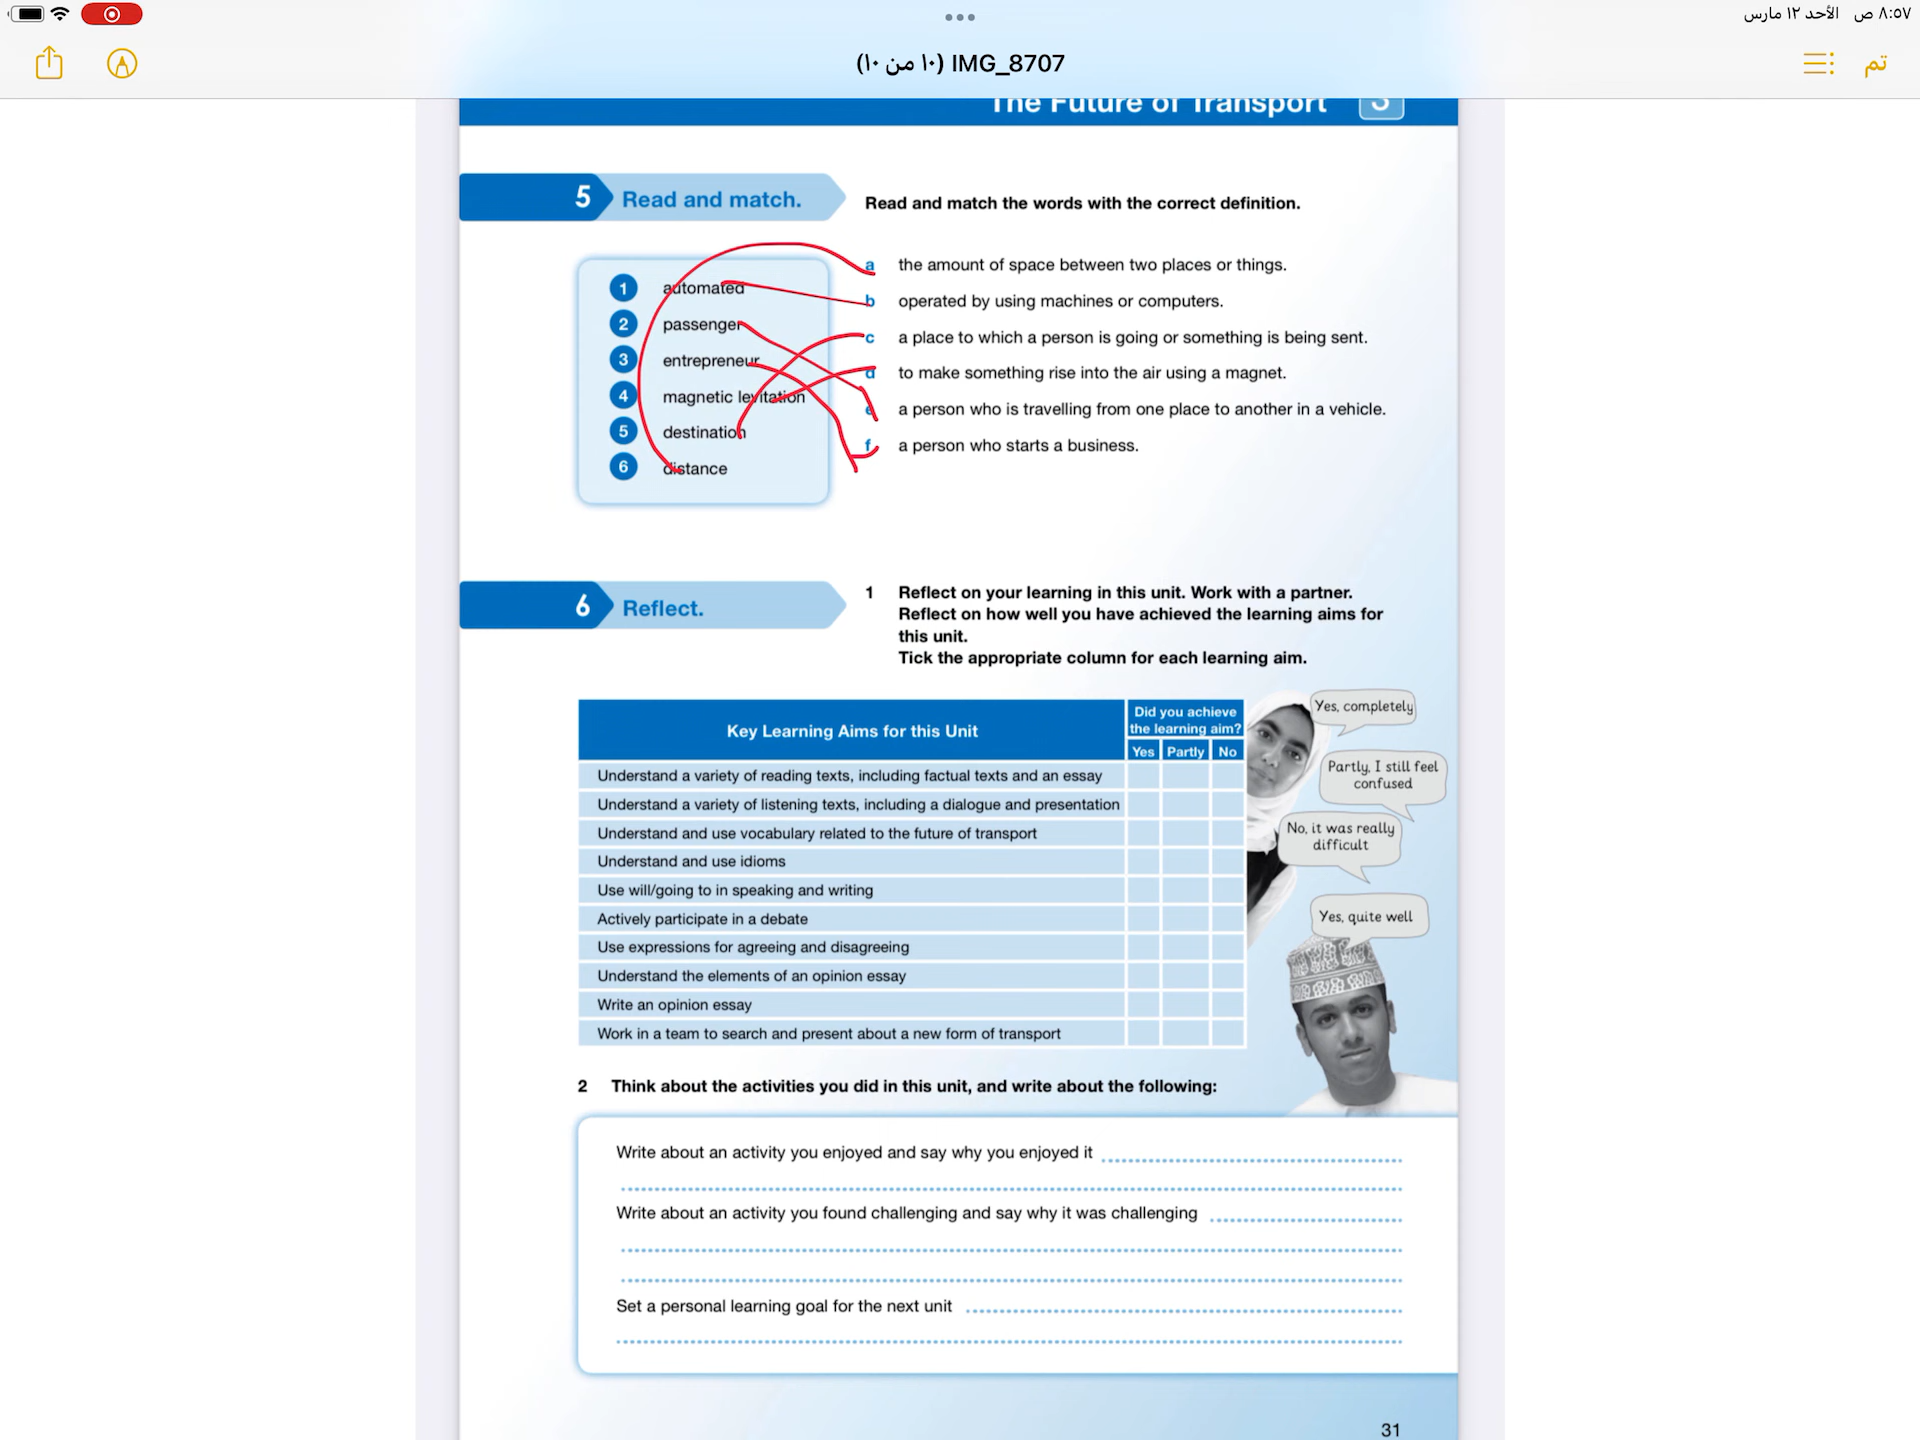 ٨:٥٧ ص الأحد ١٢ مارس
IMG_8707 (١٠ من ١٠)
تم
The Future of Transport 3
5 Read and match.
Read and match the words with the correct definition.
1 automated
2 passenger
3 entrepreneur
4 magnetic levitation
5 destination
6 distance
a the amount of space between two places or things.
b operated by using machines or computers.
c a place to which a person is going or something is being sent.
d to make something rise into the air using a magnet.
e a person who is travelling from one place to another in a vehicle.
f a person who starts a business.
6 Reflect.
1 Reflect on your learning in this unit. Work with a partner.
Reflect on how well you have achieved the learning aims for
this unit.
Tick the appropriate column for each learning aim.
Key Learning Aims for this Unit
Did you achieve
the learning aim?
Yes Partly No
Understand a variety of reading texts, including factual texts and an essay
Understand a variety of listening texts, including a dialogue and presentation
Understand and use vocabulary related to the future of transport
Understand and use idioms
Use will/going to in speaking and writing
Actively participate in a debate
Use expressions for agreeing and disagreeing
Understand the elements of an opinion essay
Write an opinion essay
Work in a team to search and present about a new form of transport
Yes, completely
Partly, I still feel
confused
No, it was really
difficult
Yes, quite well
2 Think about the activities you did in this unit, and write about the following:
Write about an activity you enjoyed and say why you enjoyed it
Write about an activity you found challenging and say why it was challenging
Set a personal learning goal for the next unit
31